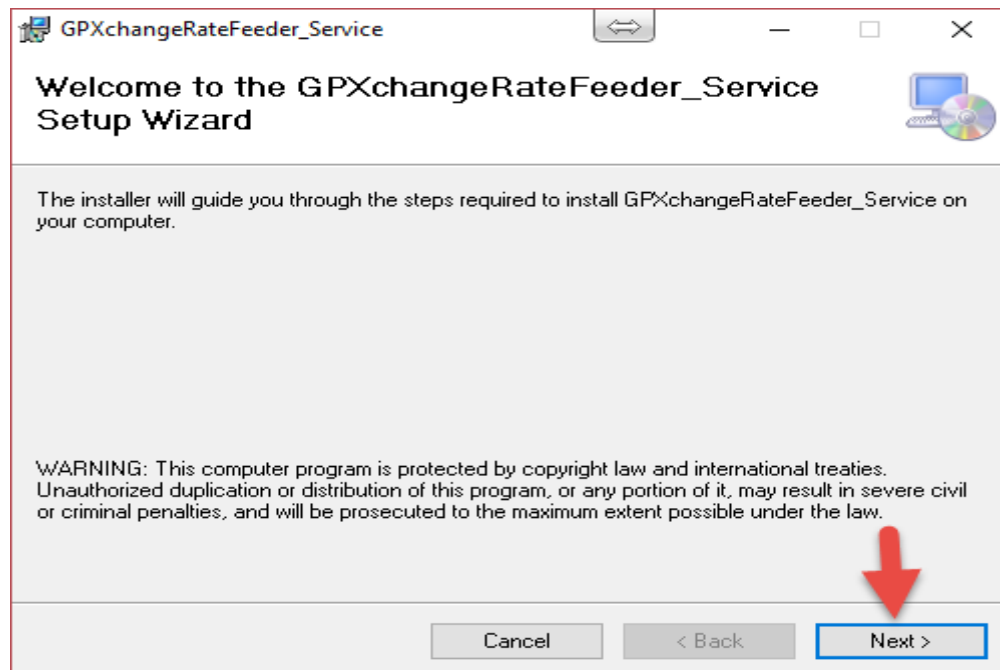 GPXchangeRateFeeder_Service
Welcome to the GPXchangeRateFeeder_Service
Setup Wizard
The installer will guide you through the steps required to install GPXchangeRateFeeder_Service on
your computer.
WARNING: This computer program is protected by copyright law and international treaties.
Unauthorized duplication or distribution of this program, or any portion of it, may result in severe civil
or criminal penalties, and will be prosecuted to the maximum extent possible under the law.
Cancel < Back Next >